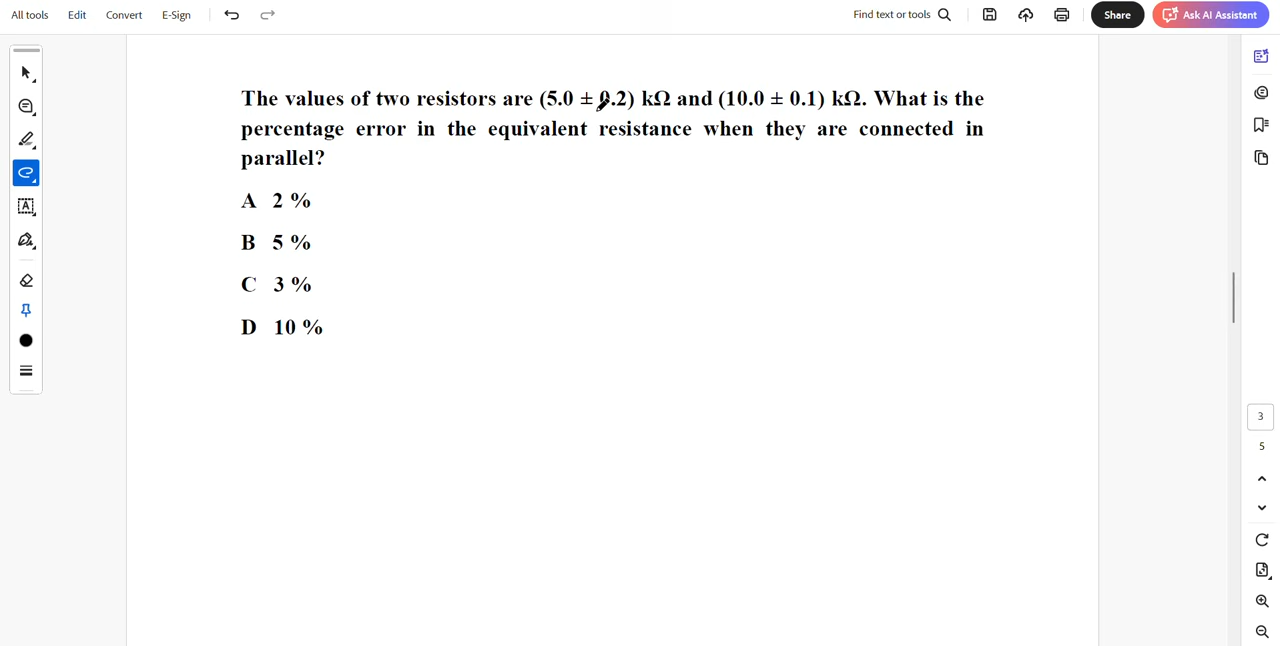 All tools Edit Convert E-Sign Find text or tools Share Ask AI Assistant
The values of two resistors are (5.0 ± 0.2) kΩ and (10.0 ± 0.1) kΩ. What is the
percentage error in the equivalent resistance when they are connected in
parallel?
A 2 %
B 5 %
C 3 %
D 10 %
3
5